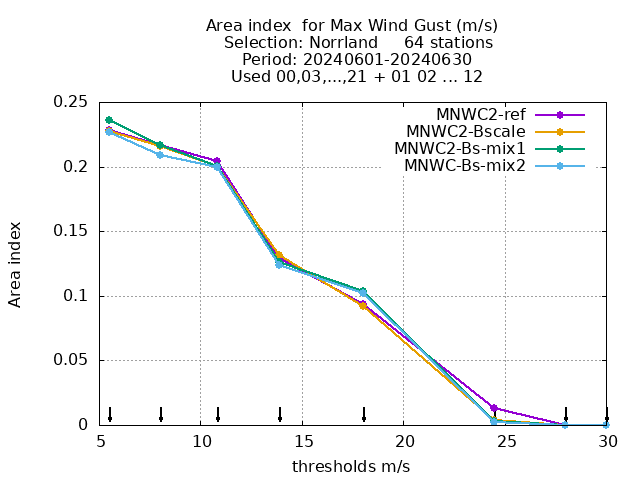 Area index  for Max Wind Gust (m/s)
Selection: Norrland     64 stations
Period: 20240601-20240630
Used 00,03,...,21 + 01 02 ... 12
0.25
0.2
0.15
0.1
0.05
0
Area index
MNWC2-ref
MNWC2-Bscale
MNWC2-Bs-mix1
MNWC-Bs-mix2
5 10 15 20 25 30
thresholds m/s